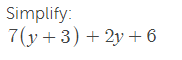 Simplify:
7(y + 3) + 2y + 6